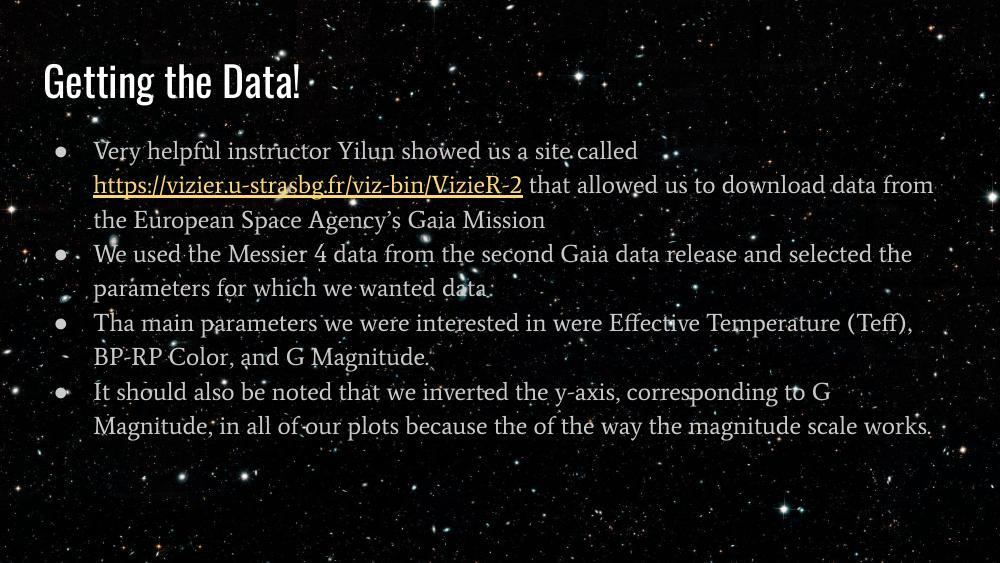 Getting the Data!
● Very helpful instructor Yilun showed us a site called
https://vizier.u-strasbg.fr/viz-bin/VizieR-2 that allowed us to download data from
the European Space Agency’s Gaia Mission
● We used the Messier 4 data from the second Gaia data release and selected the
parameters for which we wanted data.
● Tha main parameters we were interested in were Effective Temperature (Teff),
BP-RP Color, and G Magnitude.
● It should also be noted that we inverted the y-axis, corresponding to G
Magnitude, in all of our plots because the of the way the magnitude scale works.